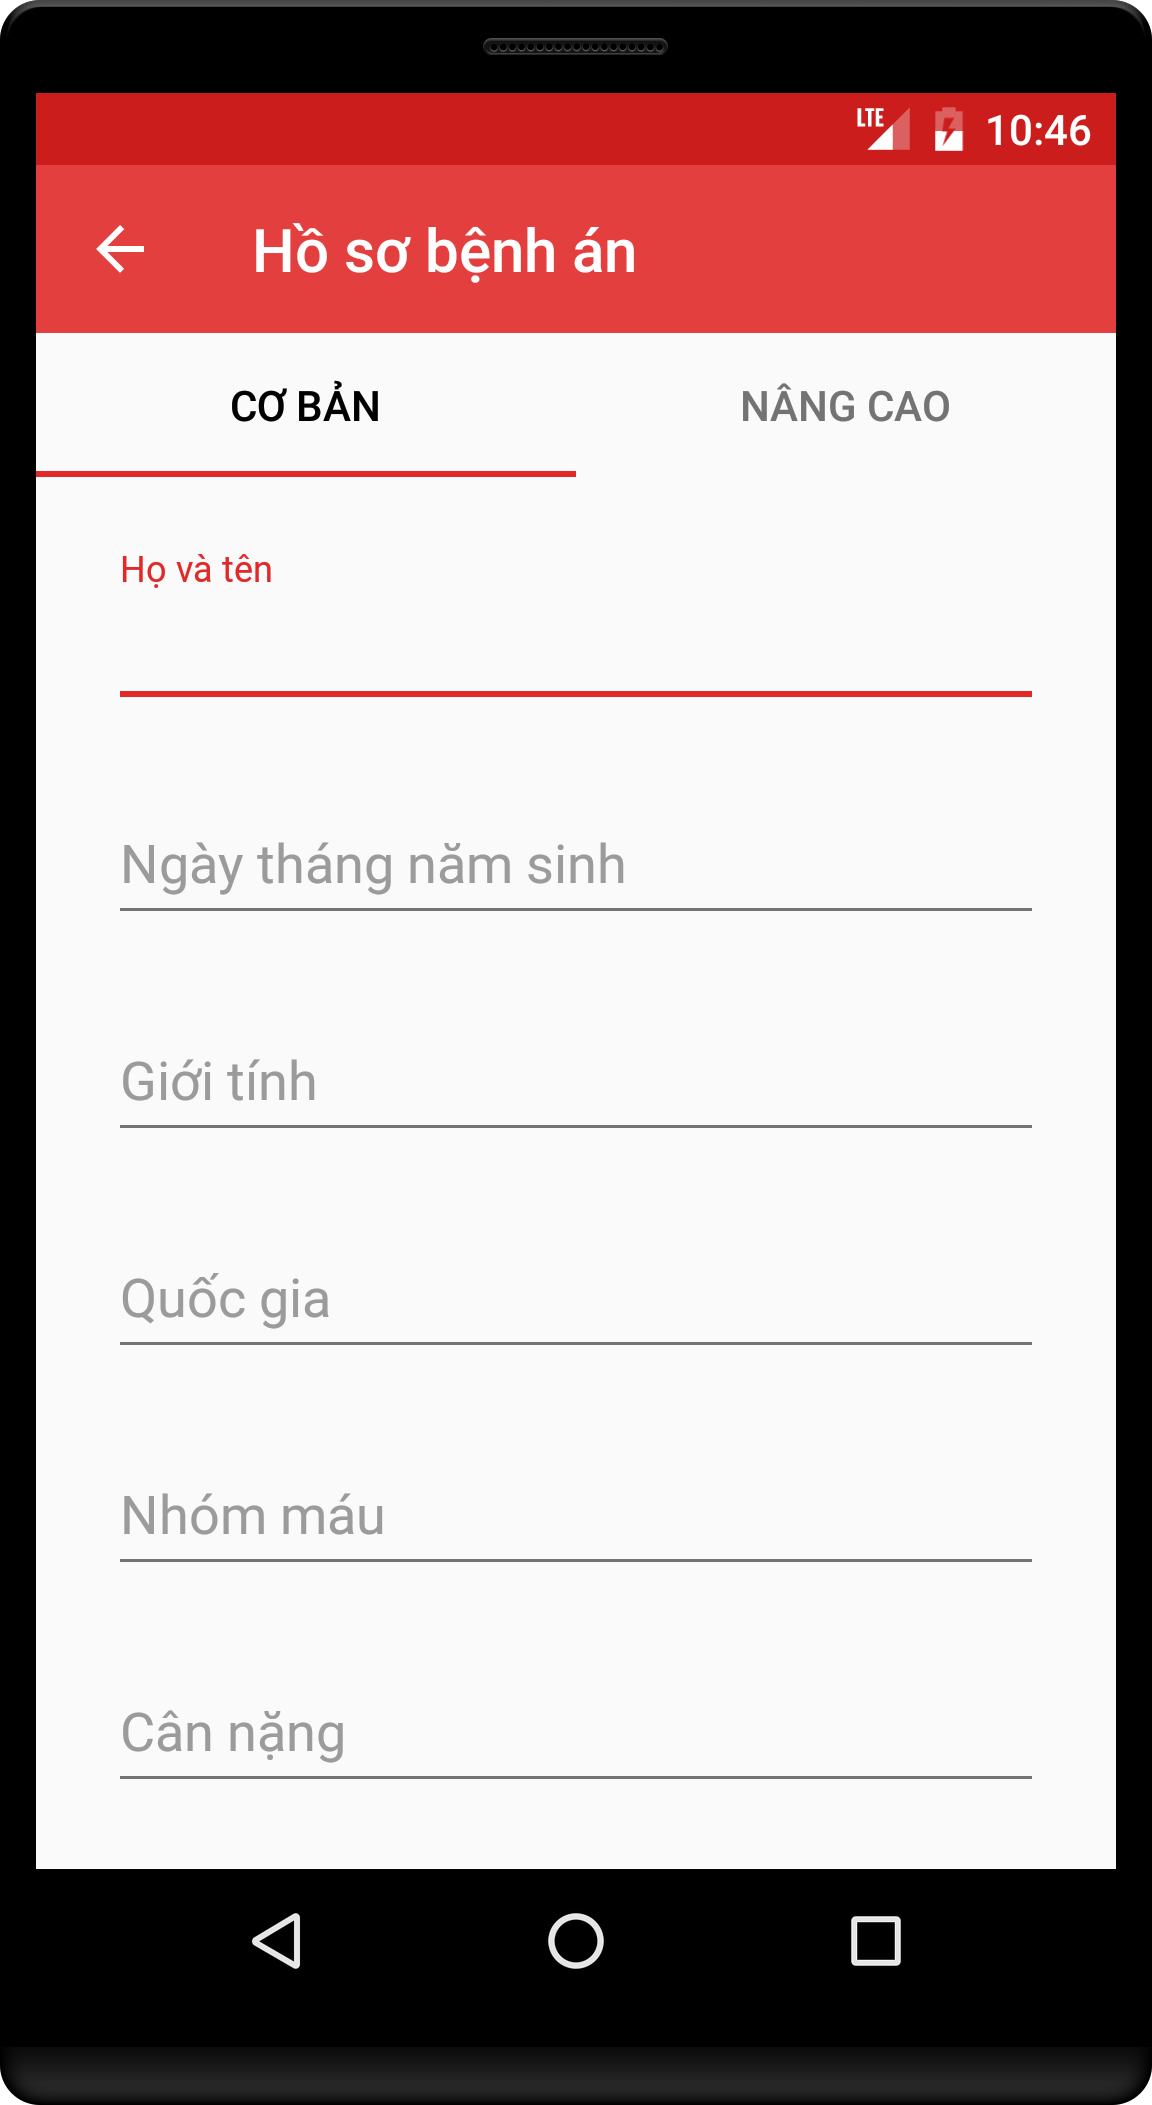 LTE 10:46
Hồ sơ bệnh án
CƠ BẢN NÂNG CAO
Họ và tên
Ngày tháng năm sinh
Giới tính
Quốc gia
Nhóm máu
Cân nặng